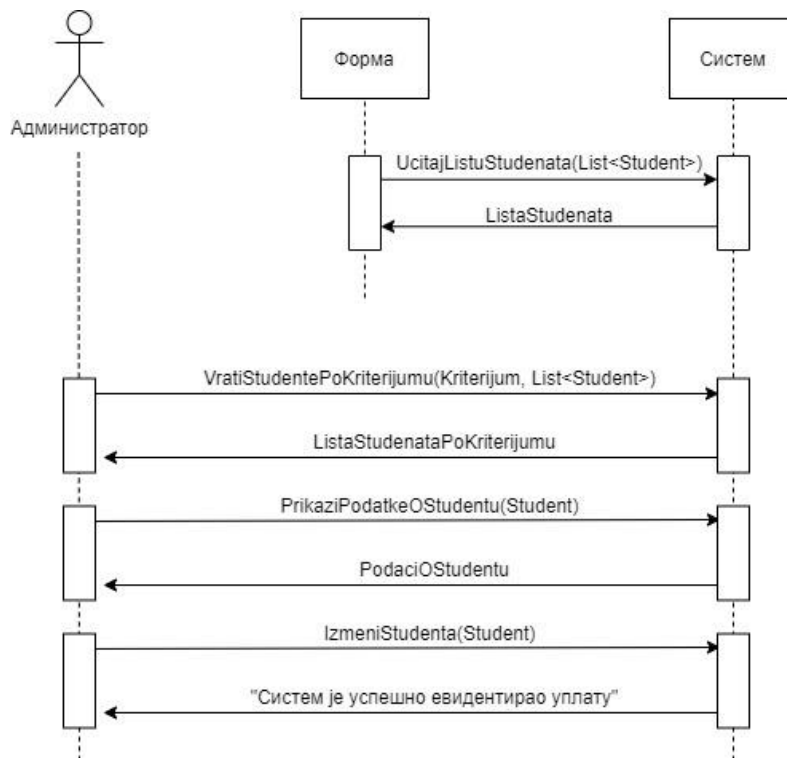 Форма
Систем
Администратор
UcitajListuStudenata(List<Student>)
ListaStudenata
VratiStudentePoKriterijumu(Kriterijum, List<Student>)
ListaStudenataPoKriterijumu
PrikaziPodatkeOStudentu(Student)
PodaciOStudentu
IzmeniStudenta(Student)
"Систем је успешно евидентирао уплату"